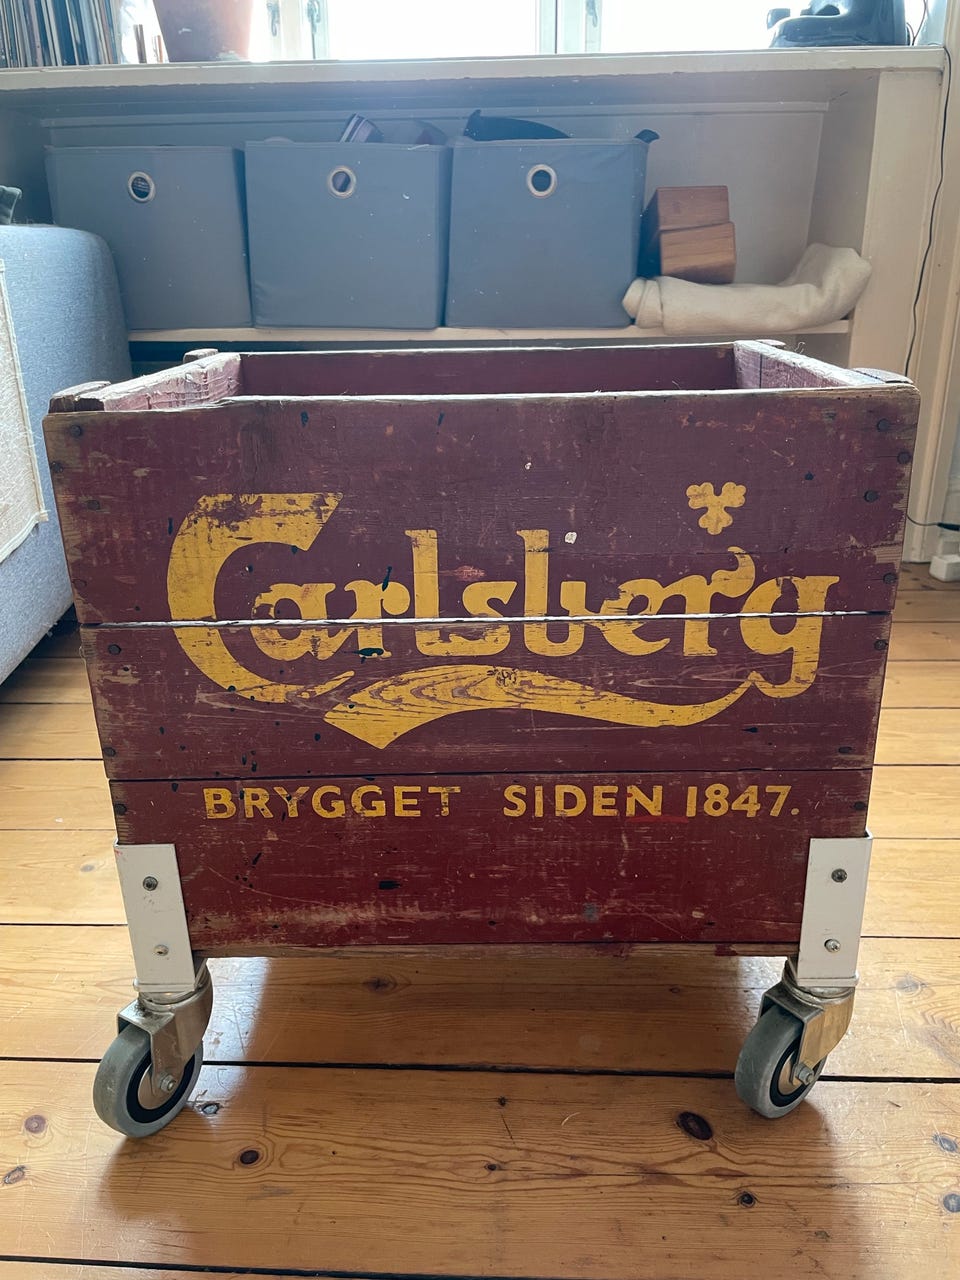 Carlsberg
BRYGGET SIDEN 1847.